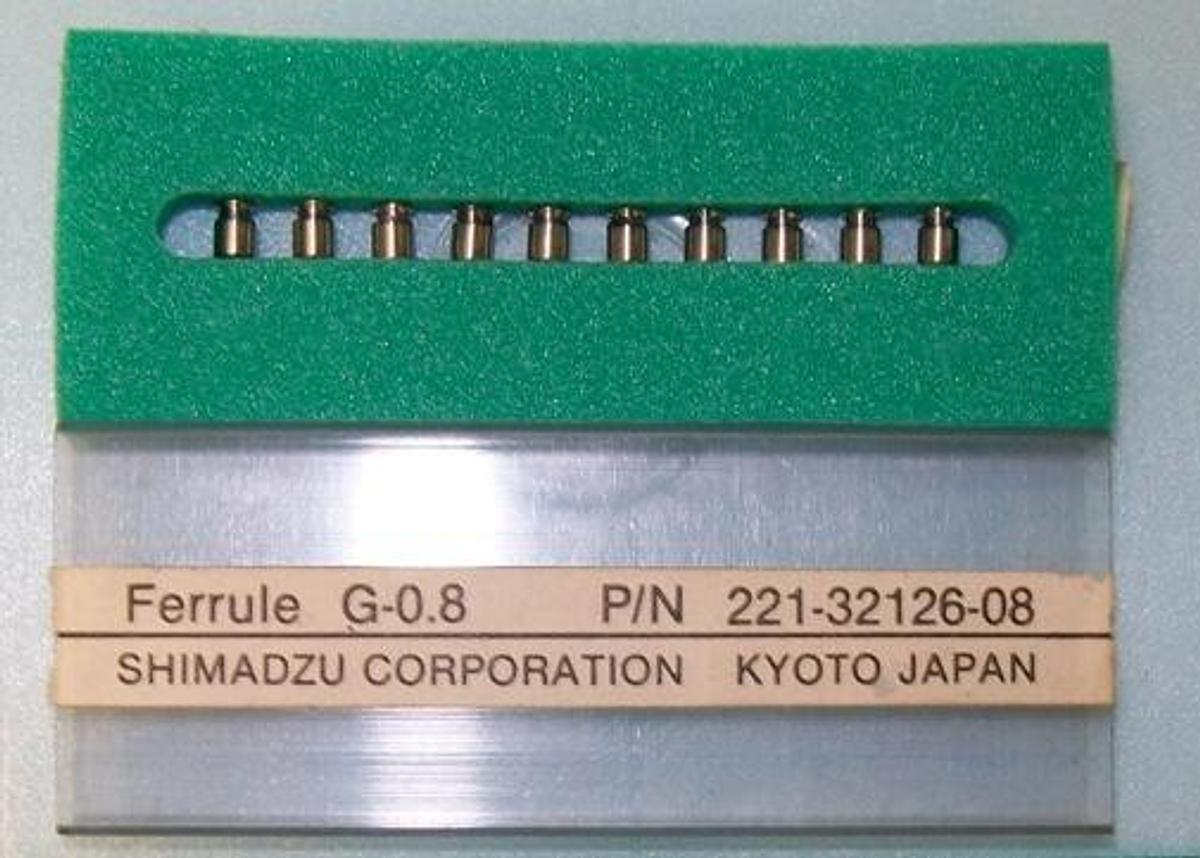 Ferrule G-0.8 P/N 221-32126-08
SHIMADZU CORPORATION KYOTO JAPAN